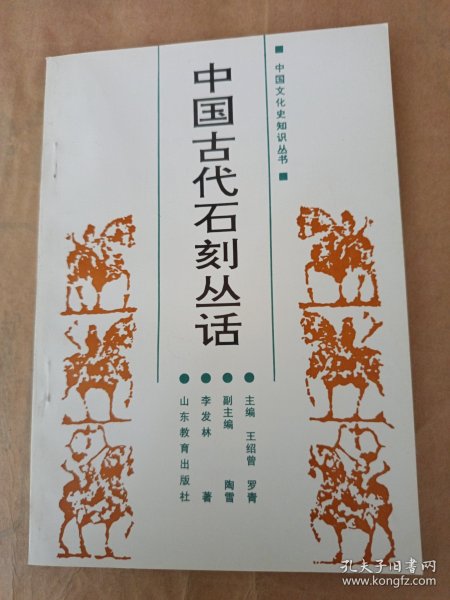 中国文化史知识丛书
中国古代石刻丛话
主编 王绍曾 罗青
副主编 陶雪
李发林 著
山东教育出版社
孔夫子旧书网
www.kongfz.com